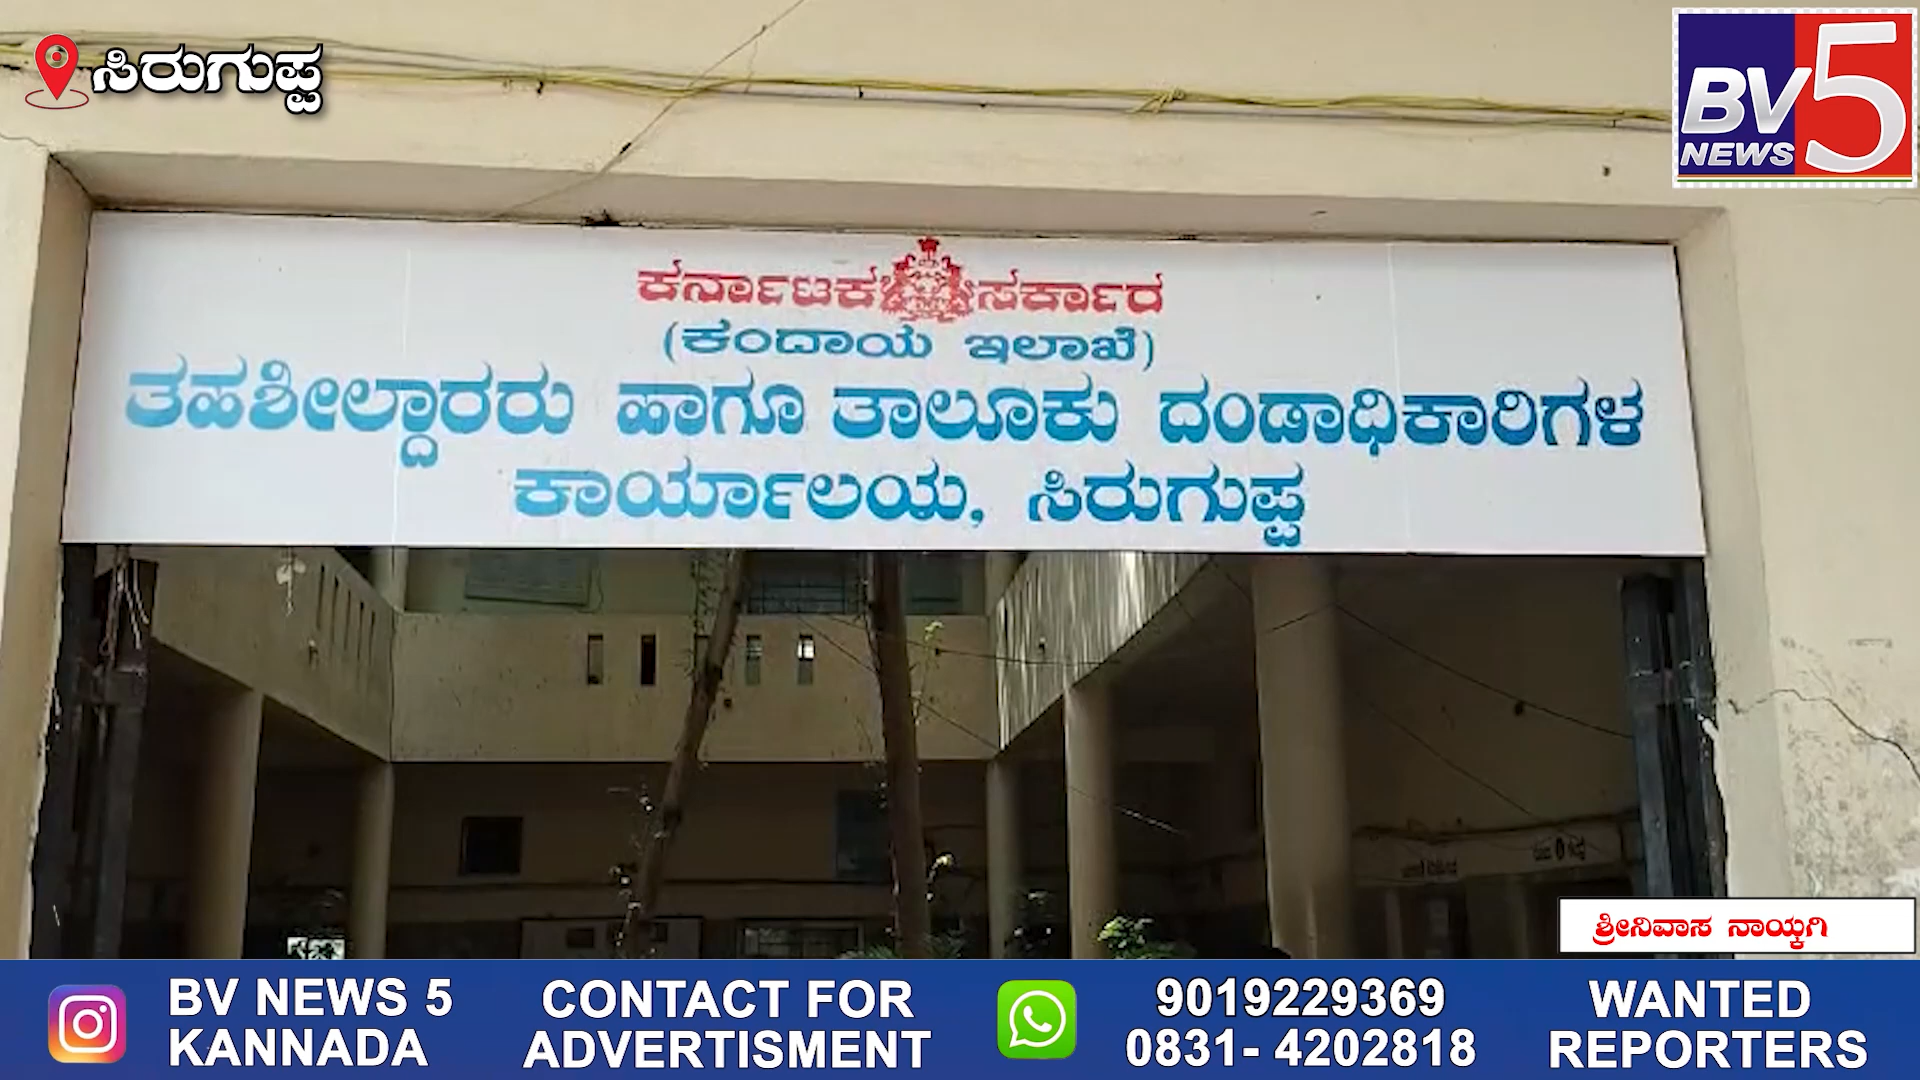 ಸಿರುಗುಪ್ಪ
BV 5
NEWS
ಕರ್ನಾಟಕ ಸರ್ಕಾರ
(ಕಂದಾಯ ಇಲಾಖೆ)
ತಹಶೀಲ್ದಾರರು ಹಾಗೂ ತಾಲೂಕು ದಂಡಾಧಿಕಾರಿಗಳ
ಕಾರ್ಯಾಲಯ, ಸಿರುಗುಪ್ಪ
ಶ್ರೀನಿವಾಸ ನಾಯ್ಕಗಿ
BV NEWS 5
KANNADA
CONTACT FOR
ADVERTISMENT
9019229369
0831- 4202818
WANTED
REPORTERS